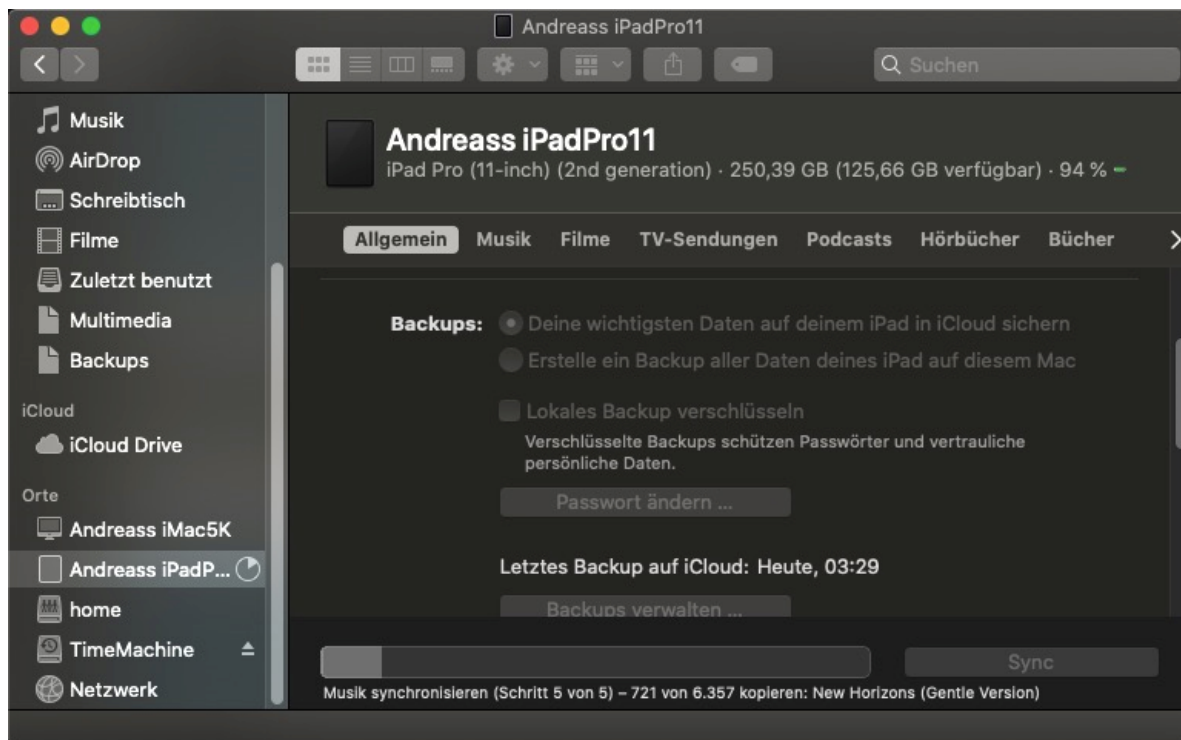 Andreass iPadPro11
Suchen
Musik
AirDrop
Schreibtisch
Filme
Zuletzt benutzt
Multimedia
Backups
iCloud
iCloud Drive
Orte
Andreass iMac5K
Andreass iPadP...
home
TimeMachine
Netzwerk
Andreass iPadPro11
iPad Pro (11-inch) (2nd generation) · 250,39 GB (125,66 GB verfügbar) · 94 %
Allgemein Musik Filme TV-Sendungen Podcasts Hörbücher Bücher
Backups: Deine wichtigsten Daten auf deinem iPad in iCloud sichern
Erstelle ein Backup aller Daten deines iPad auf diesem Mac
Lokales Backup verschlüsseln
Verschlüsselte Backups schützen Passwörter und vertrauliche
persönliche Daten.
Passwort ändern ...
Letztes Backup auf iCloud: Heute, 03:29
Backups verwalten ...
Sync
Musik synchronisieren (Schritt 5 von 5) – 721 von 6.357 kopieren: New Horizons (Gentle Version)